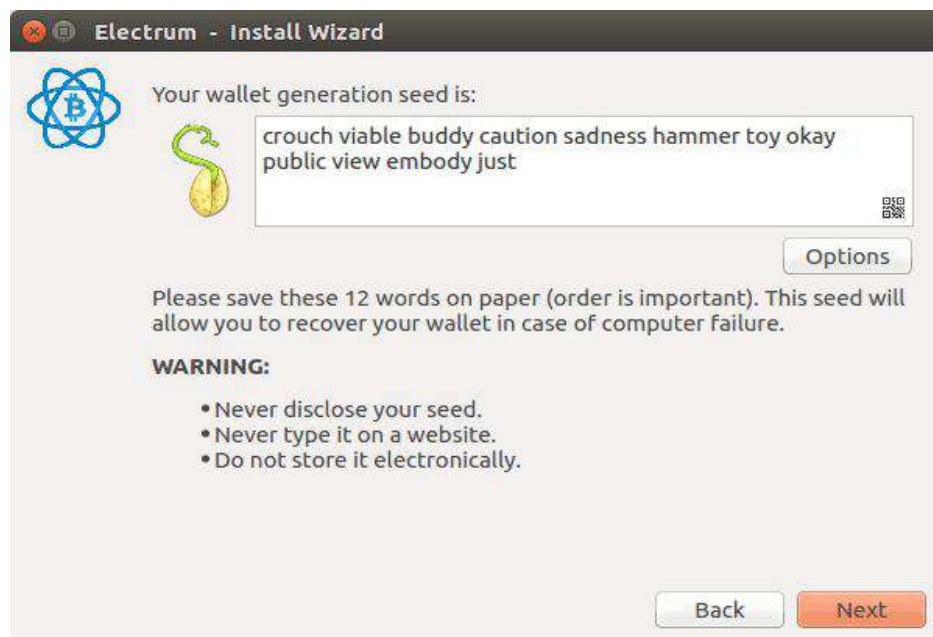 Electrum - Install Wizard
Your wallet generation seed is:
crouch viable buddy caution sadness hammer toy okay
public view embody just
Options
Please save these 12 words on paper (order is important). This seed will
allow you to recover your wallet in case of computer failure.
WARNING:
•Never disclose your seed.
•Never type it on a website.
•Do not store it electronically.
Back
Next